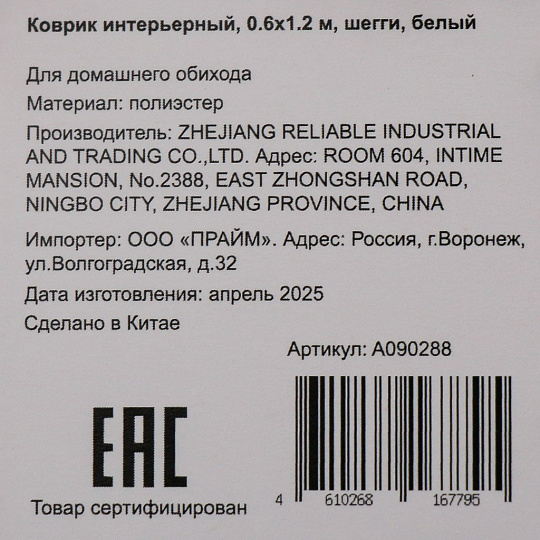 Коврик интерьерный, 0.6х1.2 м, шегги, белый
Для домашнего обихода
Материал: полиэстер
Производитель: ZHEJIANG RELIABLE INDUSTRIAL
AND TRADING CO.,LTD. Адрес: ROOM 604, INTIME
MANSION, No.2388, EAST ZHONGSHAN ROAD,
NINGBO CITY, ZHEJIANG PROVINCE, CHINA
Импортер: ООО «ПРАЙМ». Адрес: Россия, г.Воронеж,
ул.Волгоградская, д.32
Дата изготовления: апрель 2025
Сделано в Китае
Артикул: А090288
EAC
Товар сертифицирован
4 610268 167795